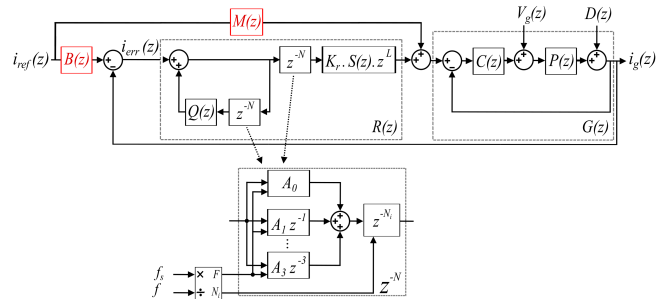 M(z)
V_g(z)
D(z)
i_ref(z)
B(z)
i_err(z)
z^-N
K_r . S(z). z^L
C(z)
P(z)
i_g(z)
Q(z)
z^-N
R(z)
G(z)
A_0
A_1 z^-1
z^-N_i
⋮
A_3 z^-3
f_s
× F
f
÷ N_i
z^-N